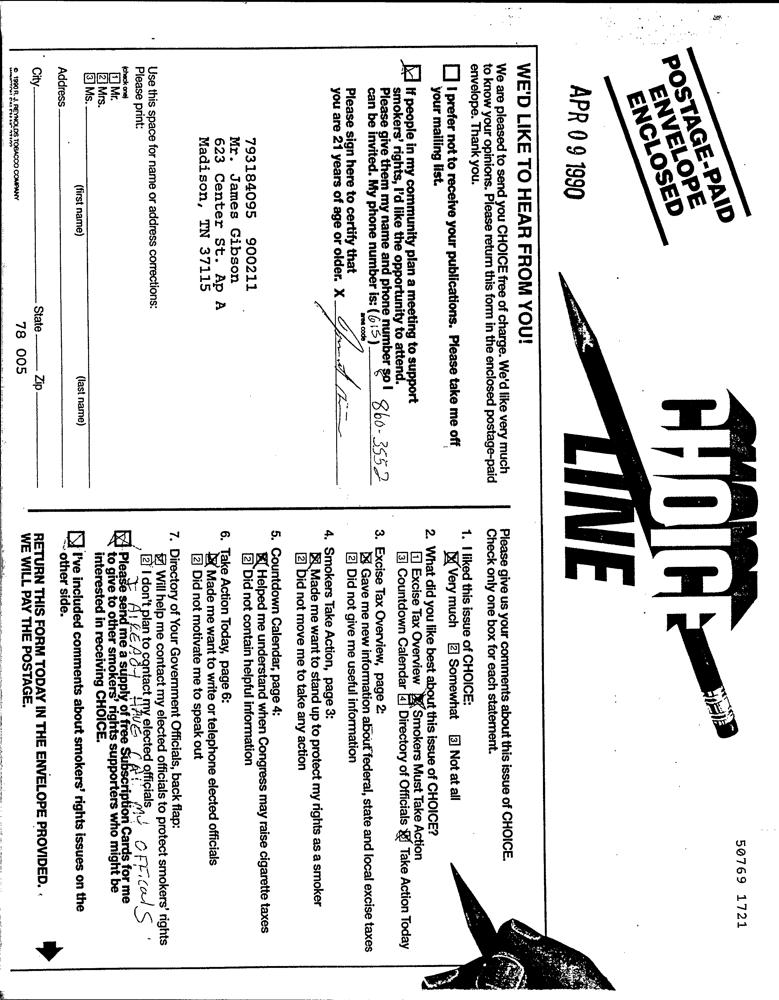 POSTAGE-PAID
ENVELOPE
ENCLOSED
APR 09 1990
CHOICE
LINE
50769 1721
WE'D LIKE TO HEAR FROM YOU!
We are pleased to send you CHOICE free of charge. We'd like very much
to know your opinions. Please return this form in the enclosed postage-paid
envelope. Thank you.
I prefer not to receive your publications. Please take me off
your mailing list.
If people in my community plan a meeting to support
smokers' rights, I'd like the opportunity to attend.
Please give them my name and phone number so I
can be invited. My phone number is: (615) 860-3552
area code
Please sign here to certify that
you are 21 years of age or older. X
793184095 900211
Mr. James Gibson
623 Center St. Ap A
Madison, TN 37115
Use this space for name or address corrections:
Please print:
(check one)
1 Mr.
2 Mrs.
3 Ms.
(first name)
(last name)
Address
City
State
Zip
78 005
© 1990 R. J. REYNOLDS TOBACCO COMPANY
Please give us your comments about this issue of CHOICE.
Check only one box for each statement.
1. I liked this issue of CHOICE:
Very much 2 Somewhat 3 Not at all
2. What did you like best about this issue of CHOICE?
1 Excise Tax Overview Smokers Must Take Action
3 Countdown Calendar 4 Directory of Officials Take Action Today
3. Excise Tax Overview, page 2:
Gave me new information about federal, state and local excise taxes
2 Did not give me useful information
4. Smokers Take Action, page 3:
Made me want to stand up to protect my rights as a smoker
2 Did not move me to take any action
5. Countdown Calendar, page 4:
Helped me understand when Congress may raise cigarette taxes
2 Did not contain helpful information
6. Take Action Today, page 6:
Made me want to write or telephone elected officials
2 Did not motivate me to speak out
7. Directory of Your Government Officials, back flap:
Will help me contact my elected officials to protect smokers' rights
2 I don't plan to contact my elected officials
I AlREADY HAVE CAll My OFFicalS
Please send me a supply of free Subscription Cards for me
to give to other smokers' rights supporters who might be
interested in receiving CHOICE.
I've included comments about smokers' rights issues on the
other side.
RETURN THIS FORM TODAY IN THE ENVELOPE PROVIDED.
WE WILL PAY THE POSTAGE.